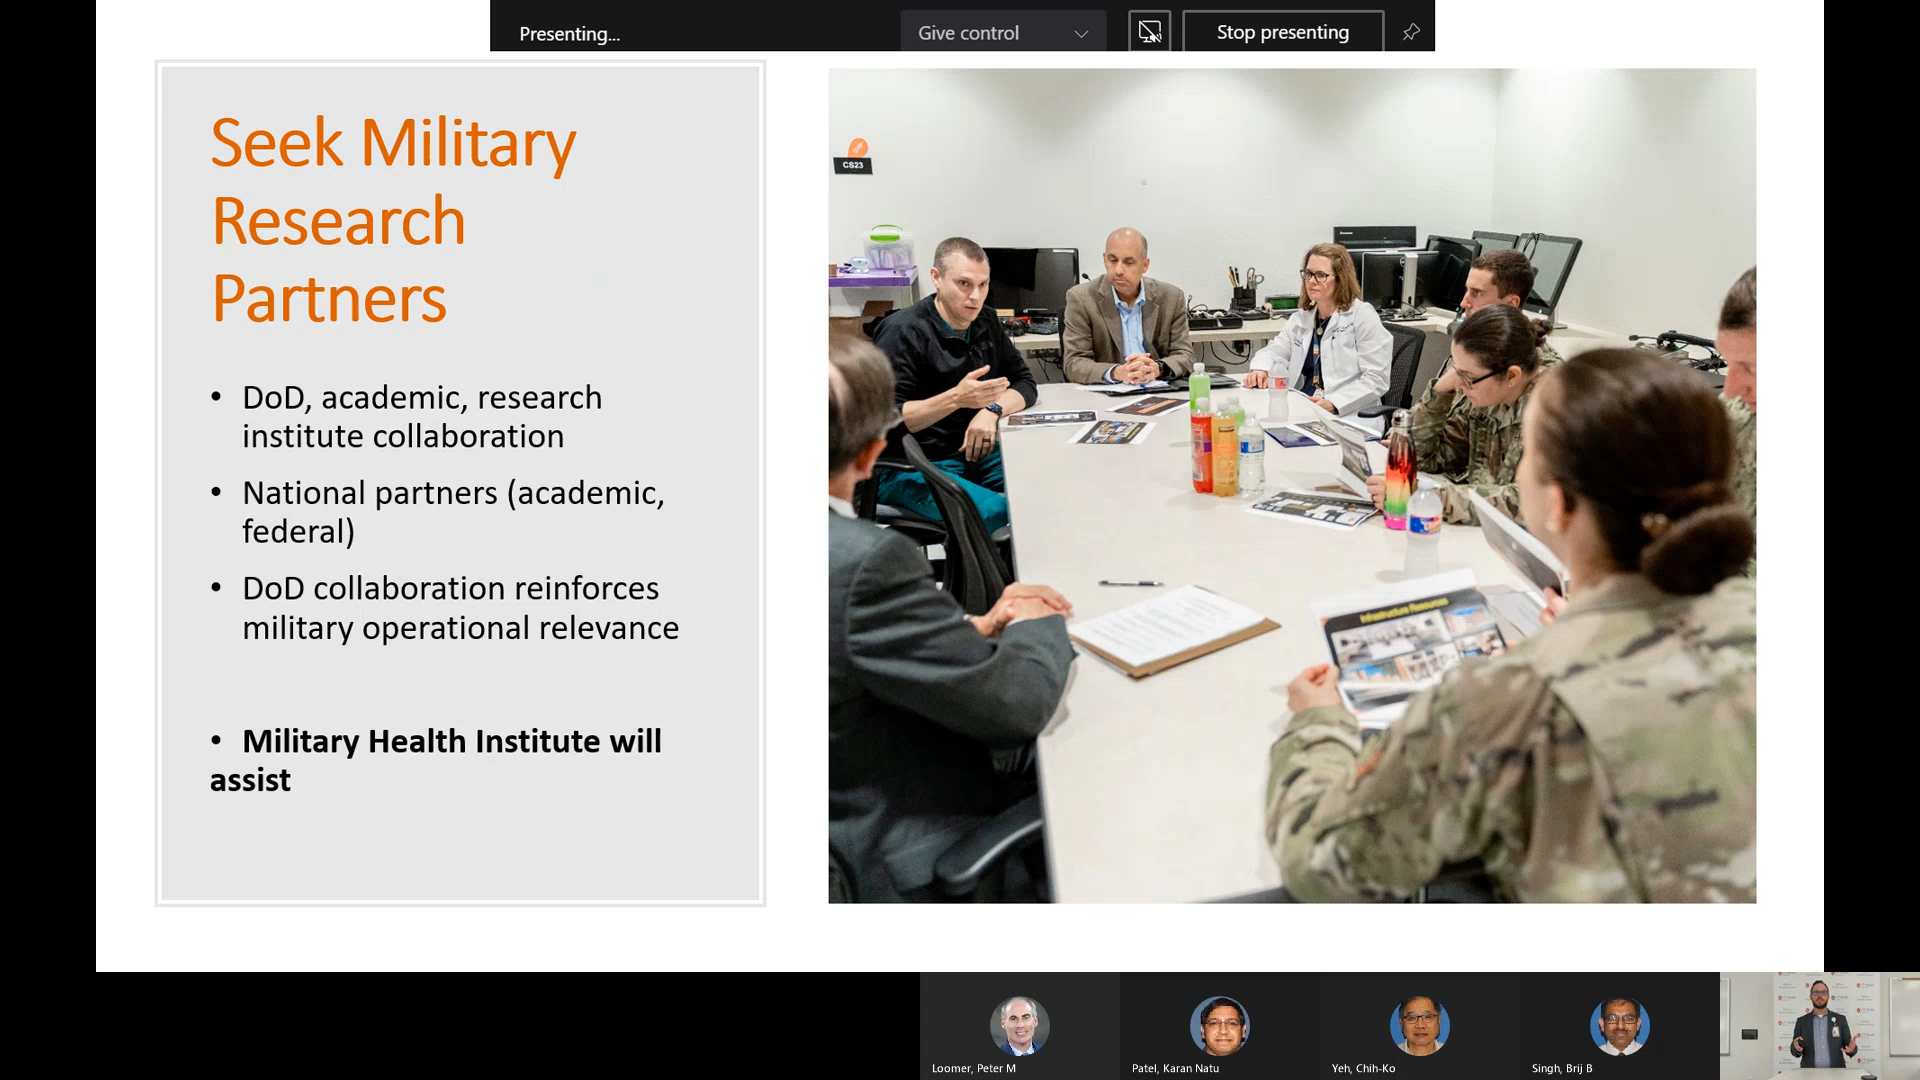 Presenting...
Give control
Stop presenting
Seek Military
Research
Partners
• DoD, academic, research
institute collaboration
• National partners (academic,
federal)
• DoD collaboration reinforces
military operational relevance
• Military Health Institute will
assist
CS23
Infrastructure Resources
Loomer, Peter M
Patel, Karan Natu
Yeh, Chih-Ko
Singh, Brij B